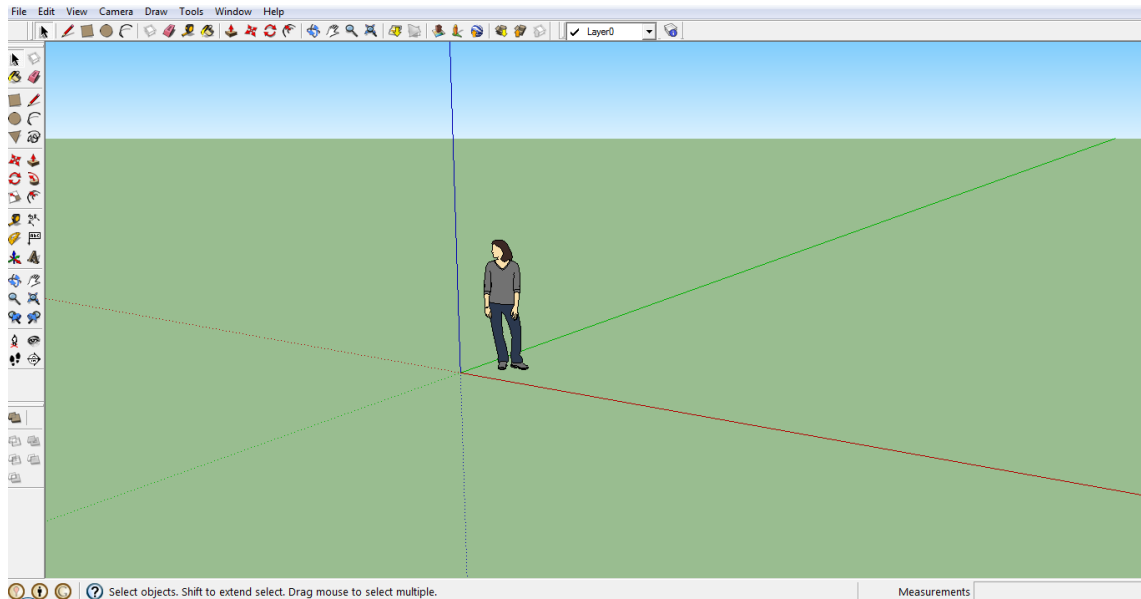 File Edit View Camera Draw Tools Window Help
Layer0
Select objects. Shift to extend select. Drag mouse to select multiple.
Measurements